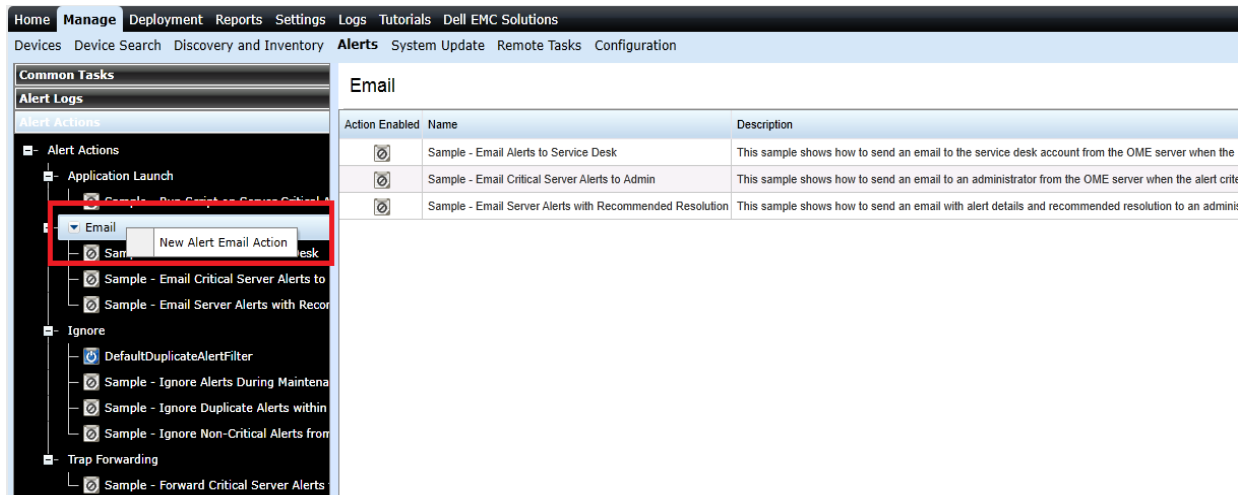 Home Manage Deployment Reports Settings Logs Tutorials Dell EMC Solutions
Devices Device Search Discovery and Inventory Alerts System Update Remote Tasks Configuration
Common Tasks
Alert Logs
Alert Actions
Alert Actions
Application Launch
Sample - Run Script on Server Critical A
Email
New Alert Email Action
Sam esk
Sample - Email Critical Server Alerts to
Sample - Email Server Alerts with Recor
Ignore
DefaultDuplicateAlertFilter
Sample - Ignore Alerts During Maintena
Sample - Ignore Duplicate Alerts within
Sample - Ignore Non-Critical Alerts from
Trap Forwarding
Sample - Forward Critical Server Alerts
Email
Action Enabled Name Description
Sample - Email Alerts to Service Desk This sample shows how to send an email to the service desk account from the OME server when the
Sample - Email Critical Server Alerts to Admin This sample shows how to send an email to an administrator from the OME server when the alert crite
Sample - Email Server Alerts with Recommended Resolution This sample shows how to send an email with alert details and recommended resolution to an adminis